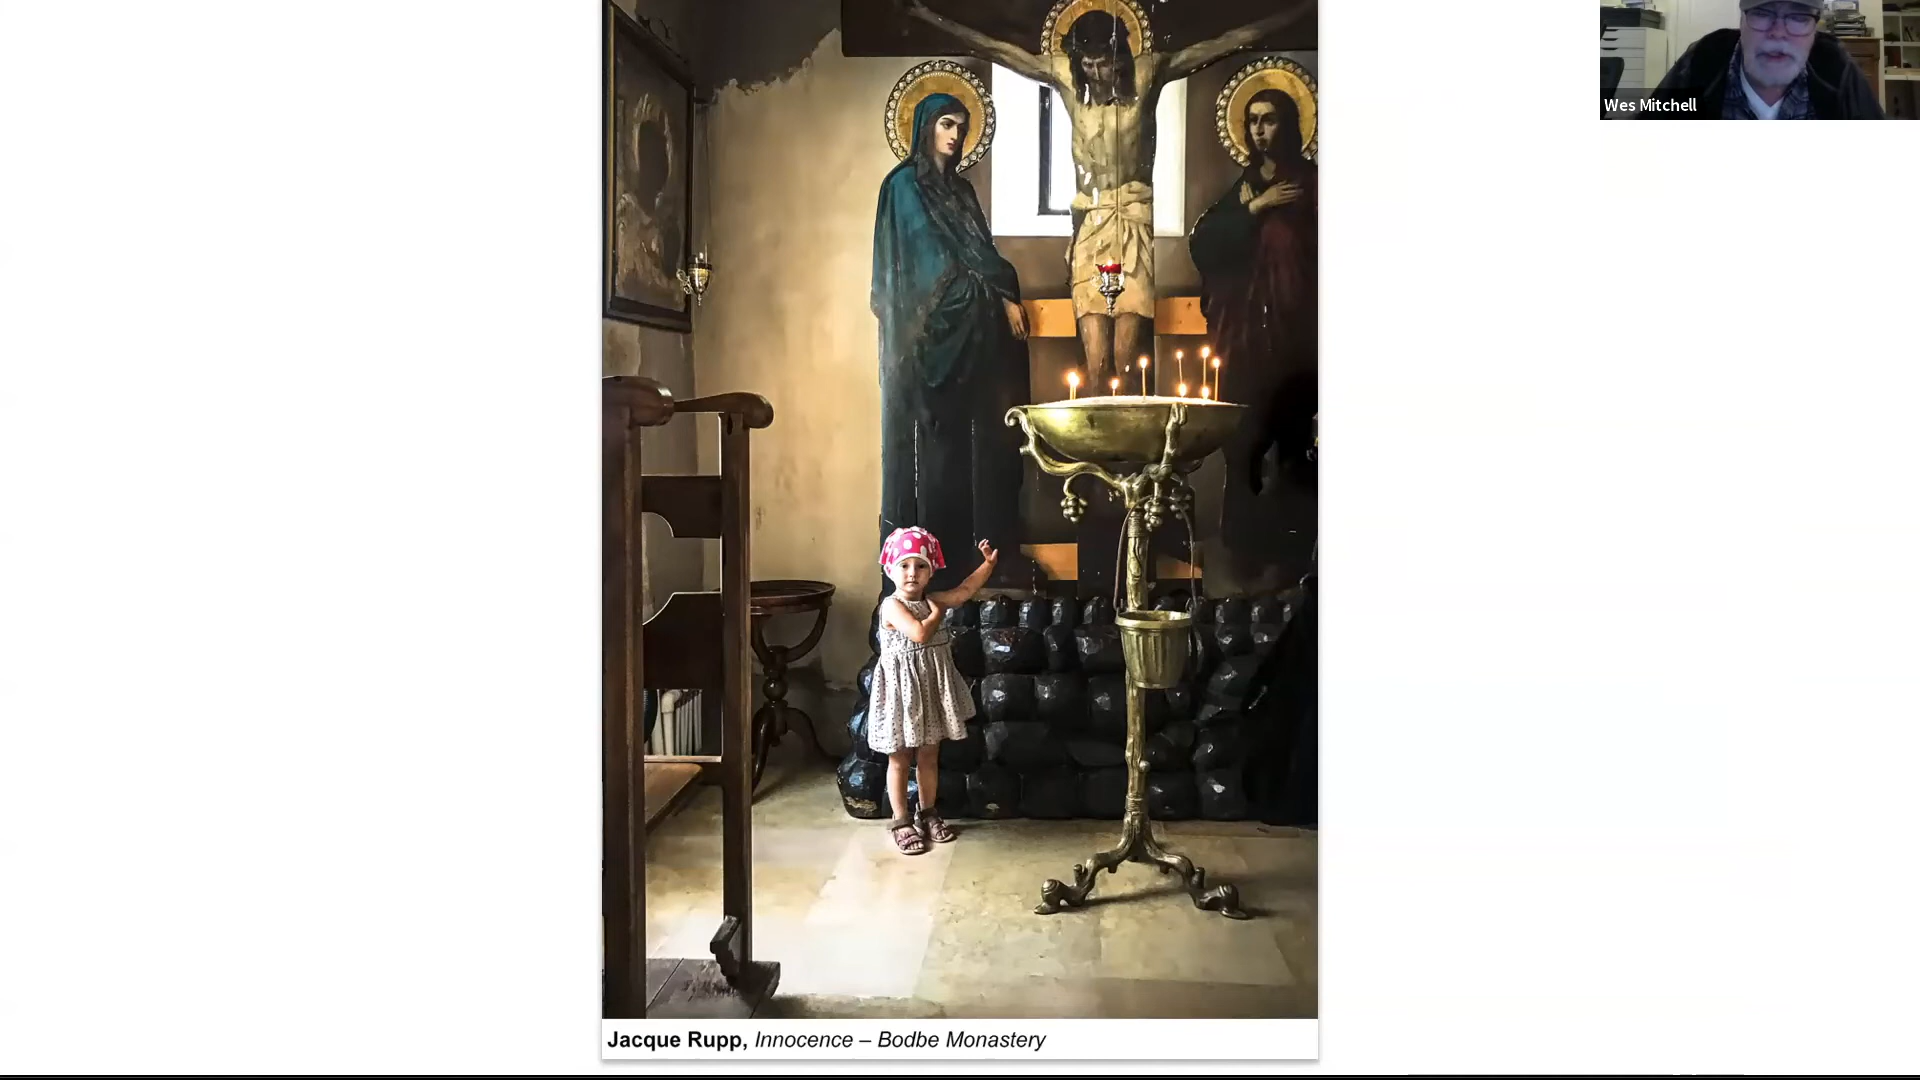 Wes Mitchell
Jacque Rupp, Innocence – Bodbe Monastery